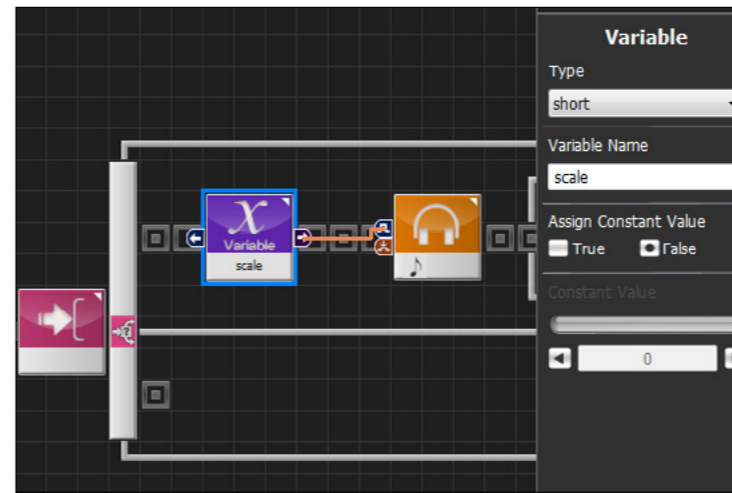 Variable
scale
Variable
Type
short
Variable Name
scale
Assign Constant Value
True
False
Constant Value
0